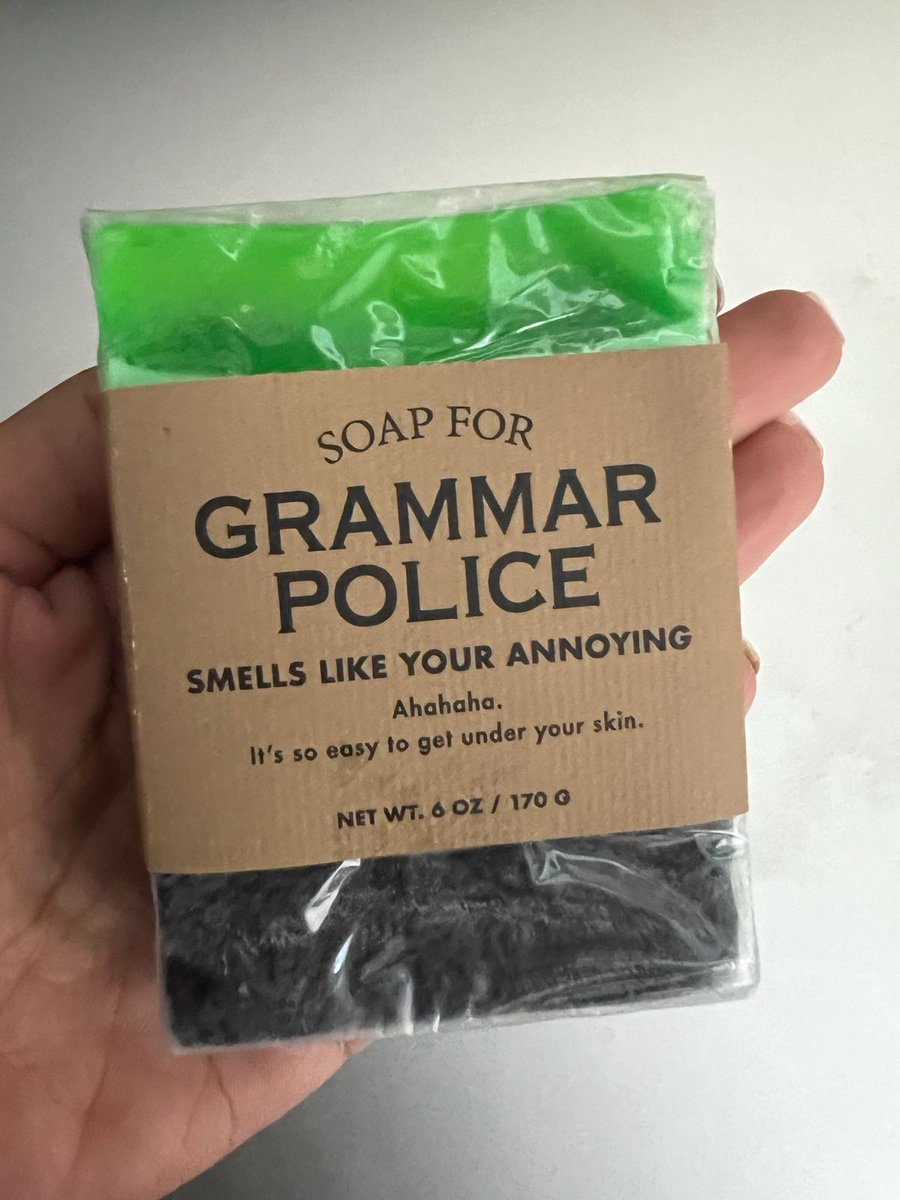 SOAP FOR
GRAMMAR
POLICE
SMELLS LIKE YOUR ANNOYING
Ahahaha.
It's so easy to get under your skin.
NET WT. 6 OZ / 170 G